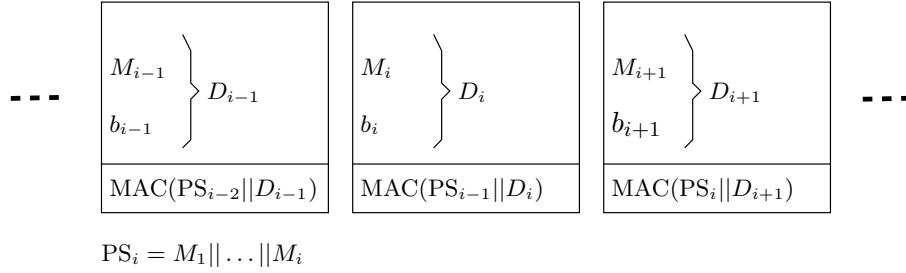 M_{i−1} M_i M_{i+1}
D_{i−1} D_i D_{i+1}
b_{i−1} b_i b_{i+1}
MAC(PS_{i−2}||D_{i−1}) MAC(PS_{i−1}||D_i) MAC(PS_i||D_{i+1})
PS_i = M_1|| . . . ||M_i